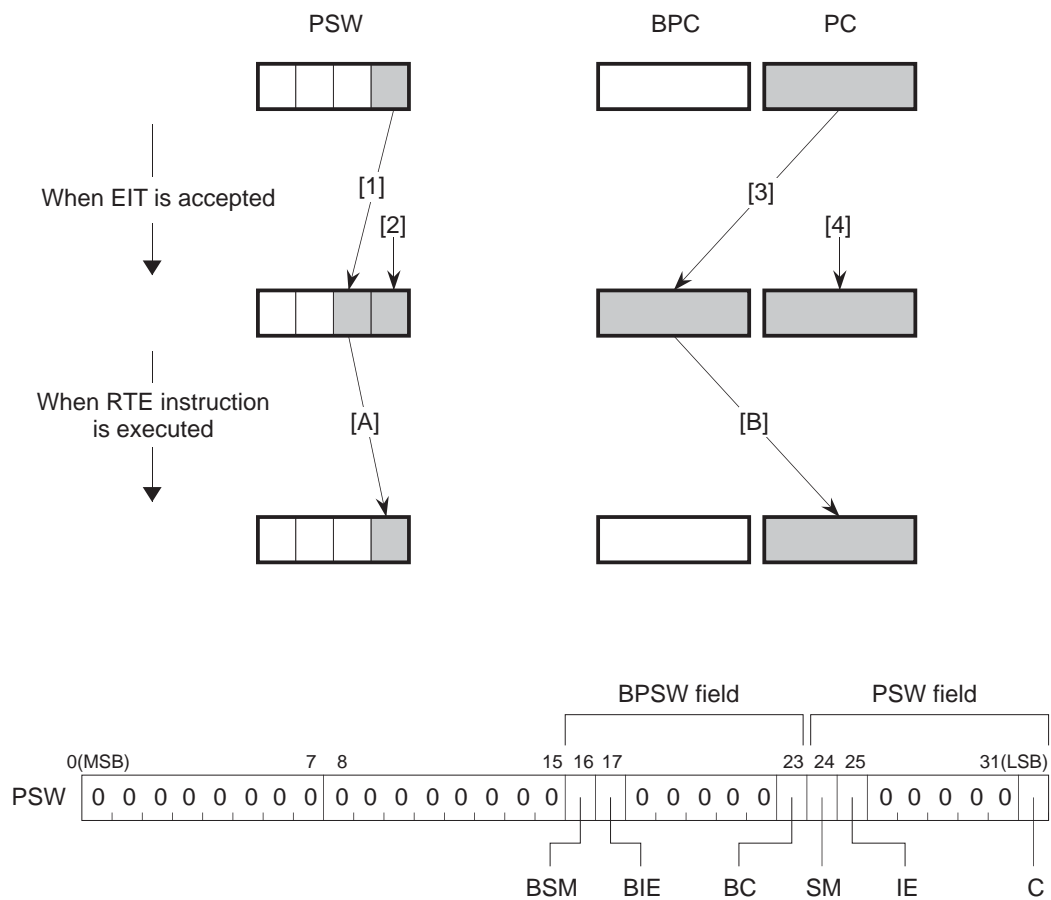 PSW BPC PC
[1] [3]
When EIT is accepted
[2] [4]
When RTE instruction
is executed
[A] [B]
BPSW field PSW field
0(MSB) 7 8 15 16 17 23 24 25 31(LSB)
PSW 0 0 0 0 0 0 0 0 0 0 0 0 0 0 0 0 0 0 0 0 0 0 0 0 0 0
BSM BIE BC SM IE C